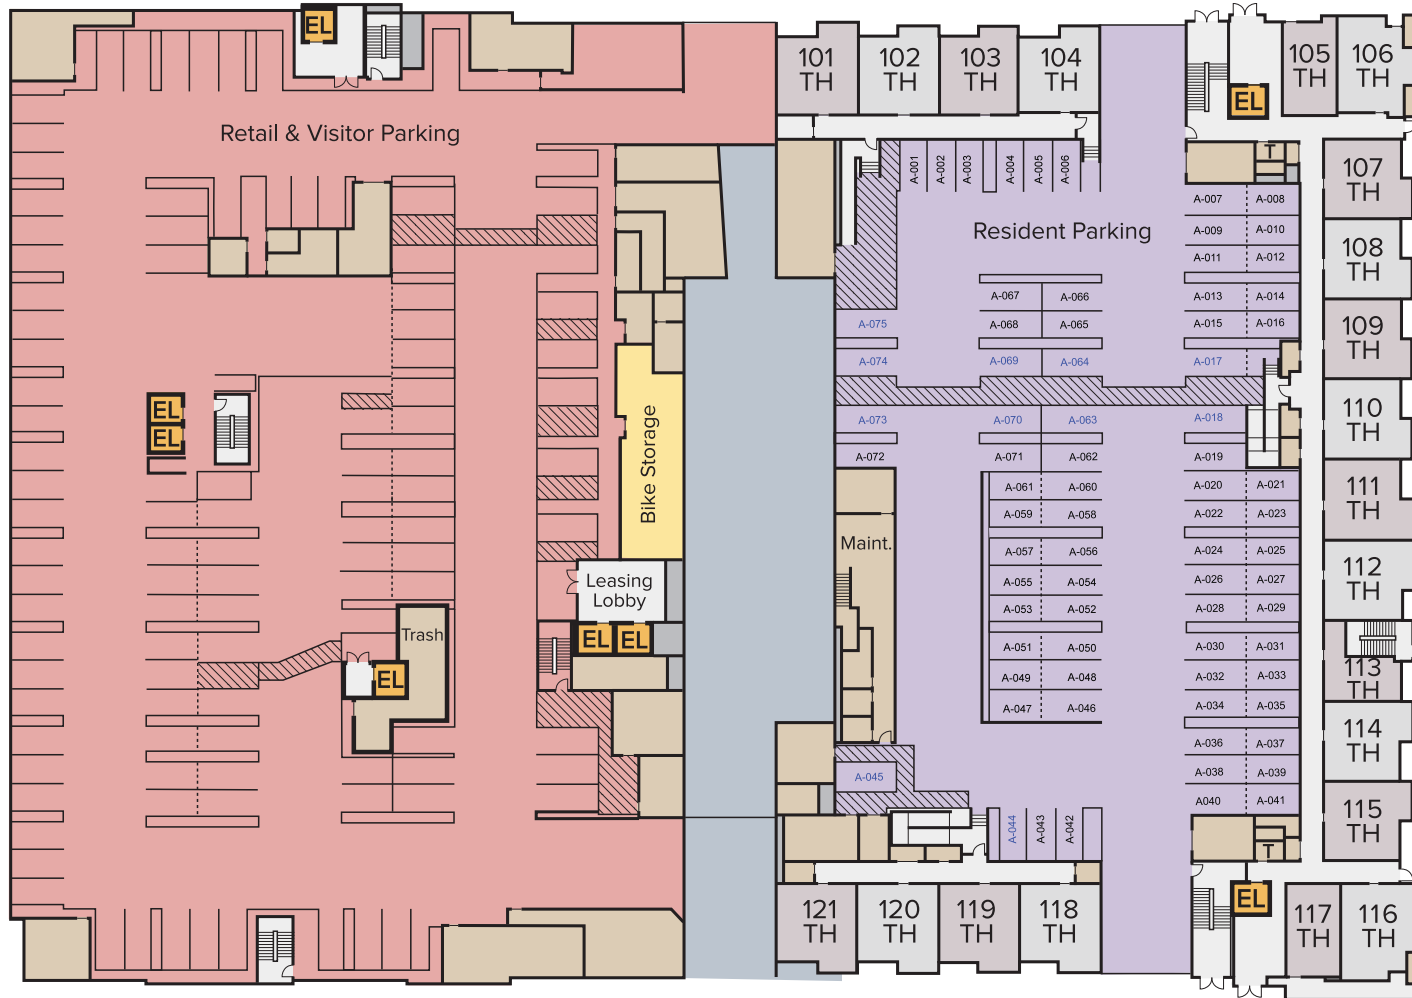 EL
101
TH
102
TH
103
TH
104
TH
EL
105
TH
106
TH
Retail & Visitor Parking
Resident Parking
A-001
A-002
A-003
A-004
A-005
A-006
T
107
TH
108
TH
109
TH
110
TH
111
TH
112
TH
113
TH
114
TH
115
TH
A-007
A-008
A-009
A-010
A-011
A-012
A-013
A-014
A-015
A-016
A-017
A-018
A-019
A-020
A-021
A-022
A-023
A-024
A-025
A-026
A-027
A-028
A-029
A-030
A-031
A-032
A-033
A-034
A-035
A-036
A-037
A-038
A-039
A040
A-041
A-067
A-066
A-068
A-065
A-069
A-064
A-070
A-063
A-071
A-062
A-061
A-060
A-059
A-058
A-057
A-056
A-055
A-054
A-053
A-052
A-051
A-050
A-049
A-048
A-047
A-046
A-075
A-074
A-073
A-072
Maint.
A-045
A-044
A-043
A-042
EL
EL
Bike Storage
Leasing
Lobby
EL
EL
Trash
EL
T
EL
121
TH
120
TH
119
TH
118
TH
117
TH
116
TH